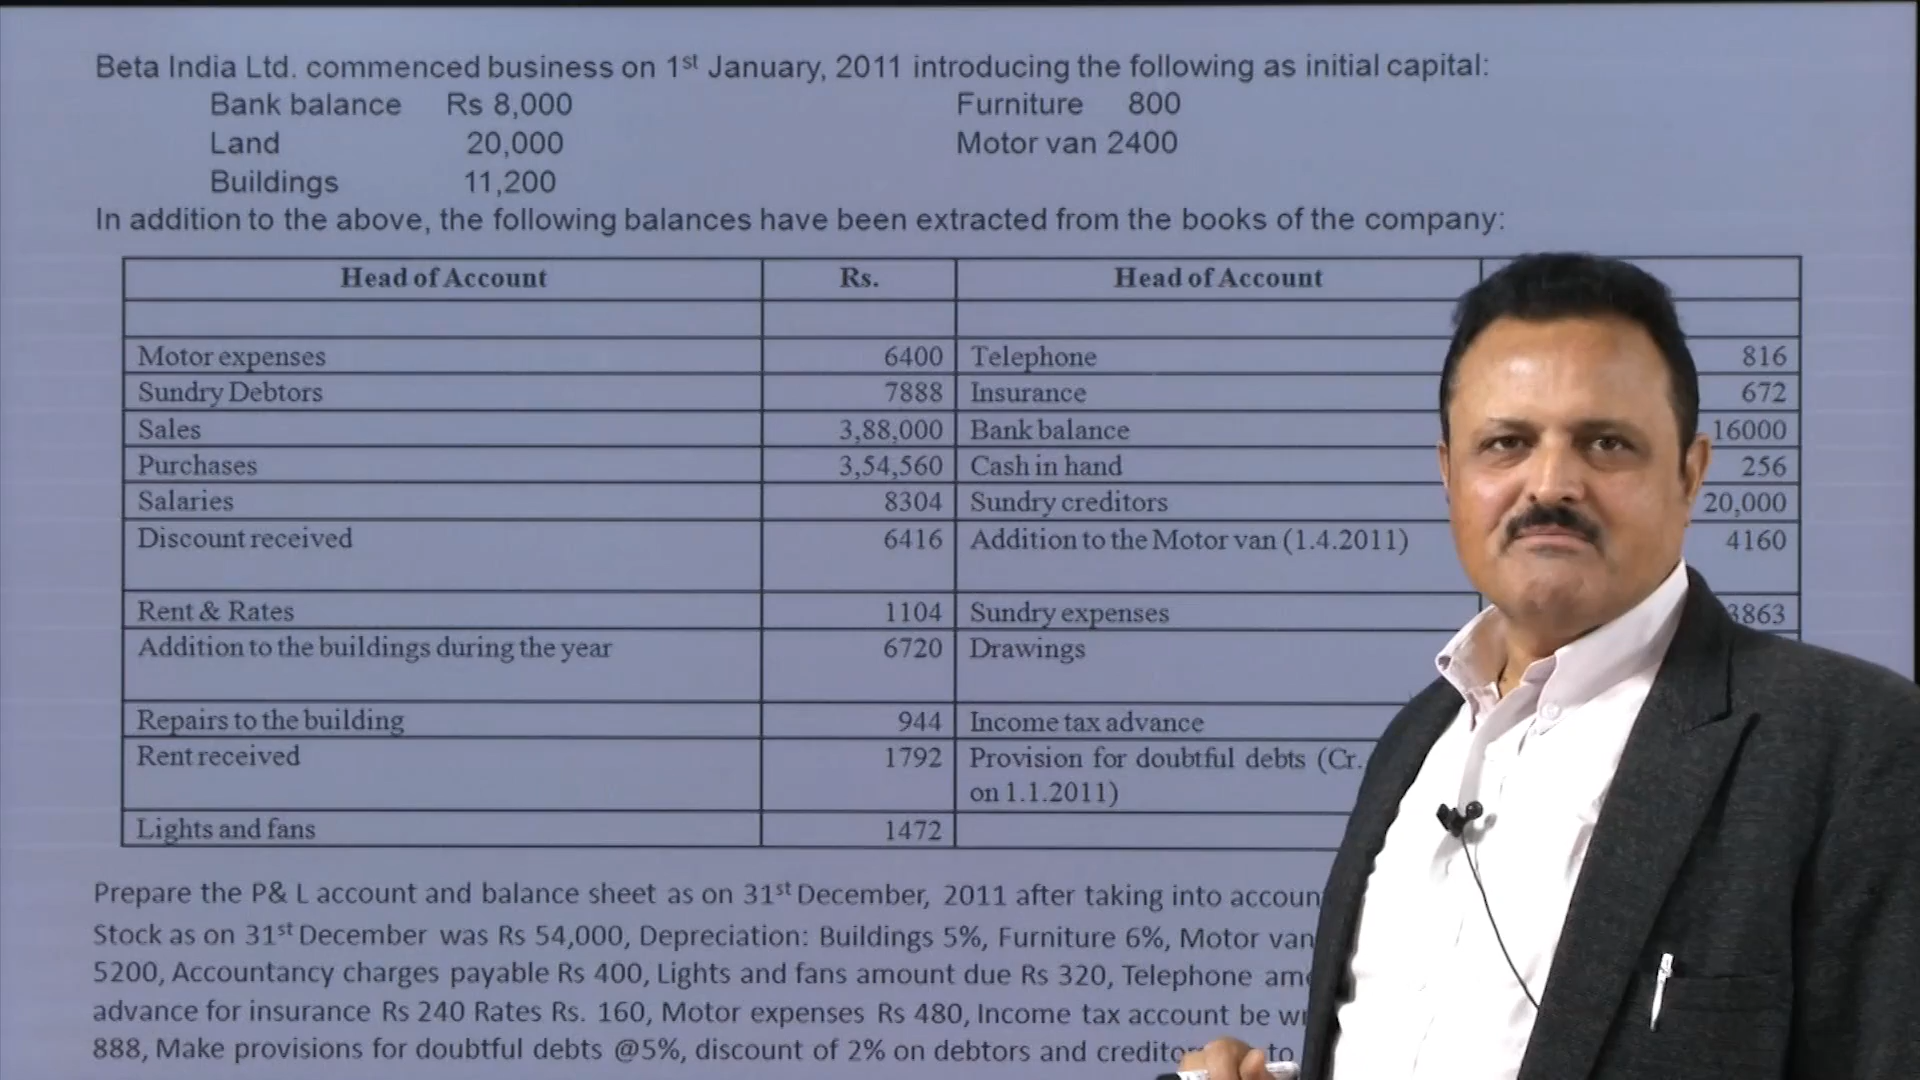 Beta India Ltd. commenced business on 1st January, 2011 introducing the following as initial capital:
Bank balance Rs 8,000 Furniture 800
Land 20,000 Motor van 2400
Buildings 11,200
In addition to the above, the following balances have been extracted from the books of the company:
Head of Account Rs. Head of Account
Motor expenses 6400 Telephone 816
Sundry Debtors 7888 Insurance 672
Sales 3,88,000 Bank balance 16000
Purchases 3,54,560 Cash in hand 256
Salaries 8304 Sundry creditors 20,000
Discount received 6416 Addition to the Motor van (1.4.2011) 4160
Rent & Rates 1104 Sundry expenses 3863
Addition to the buildings during the year 6720 Drawings
Repairs to the building 944 Income tax advance
Rent received 1792 Provision for doubtful debts (Cr.
on 1.1.2011)
Lights and fans 1472
Prepare the P& L account and balance sheet as on 31st December, 2011 after taking into
Stock as on 31st December was Rs 54,000, Depreciation: Buildings 5%, Furniture 6%, Motor van
5200, Accountancy charges payable Rs 400, Lights and fans amount due Rs 320, Telephone
advance for insurance Rs 240 Rates Rs. 160, Motor expenses Rs 480, Income tax account be
888, Make provisions for doubtful debts @5%, discount of 2% on debtors and to